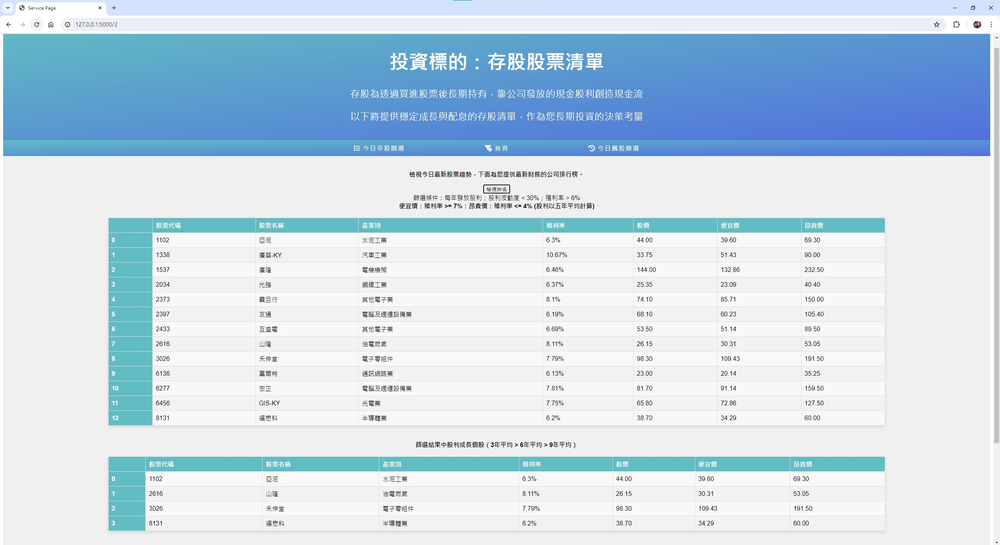 Service Page
127.0.0.1:5000/2
投資標的：存股股票清單
存股為透過買進股票後長期持有，靠公司發放的現金股利創造現金流
以下將提供穩定成長與配息的存股清單，作為您長期投資的決策考量
今日存股篩選 首頁 今日飆股篩選
檢視今日最新股票趨勢，下面為您提供最新財務的公司排行榜。
檢視排名
篩選條件：每年發放股利；股利波動度 < 30%；殖利率 > 6%
便宜價：殖利率 >= 7%：昂貴價：殖利率 <= 4% (股利以五年平均計算)
股票代碼 股票名稱 產業別 殖利率 股價 便宜價 昂貴價
0 1102 亞泥 水泥工業 6.3% 44.00 39.60 69.30
1 1338 廣華-KY 汽車工業 10.67% 33.75 51.43 90.00
2 1537 廣隆 電機機械 6.46% 144.00 132.86 232.50
3 2034 允強 鋼鐵工業 6.37% 25.35 23.09 40.40
4 2373 震旦行 其他電子業 8.1% 74.10 85.71 150.00
5 2397 友通 電腦及週邊設備業 6.19% 68.10 60.23 105.40
6 2433 互盛電 其他電子業 6.69% 53.50 51.14 89.50
7 2616 山隆 油電燃氣 8.11% 26.15 30.31 53.05
8 3026 禾伸堂 電子零組件 7.79% 98.30 109.43 191.50
9 6136 富爾特 通訊網路業 6.13% 23.00 20.14 35.25
10 6277 宏正 電腦及週邊設備業 7.81% 81.70 91.14 159.50
11 6456 GIS-KY 光電業 7.75% 65.80 72.86 127.50
12 8131 福懋科 半導體業 6.2% 38.70 34.29 60.00
篩選結果中股利成長個股（3年平均 > 6年平均 > 9年平均）
股票代碼 股票名稱 產業別 殖利率 股價 便宜價 昂貴價
0 1102 亞泥 水泥工業 6.3% 44.00 39.60 69.30
1 2616 山隆 油電燃氣 8.11% 26.15 30.31 53.05
2 3026 禾伸堂 電子零組件 7.79% 98.30 109.43 191.50
3 8131 福懋科 半導體業 6.2% 38.70 34.29 60.00